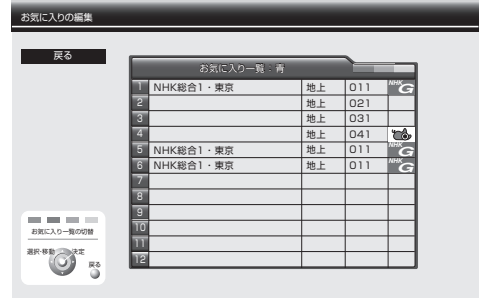 お気に入りの編集
戻る
お気に入り一覧：青
1 NHK総合1・東京 地上 011 NHK G
2 地上 021
3 地上 031
4 地上 041
5 NHK総合1・東京 地上 011 NHK G
6 NHK総合1・東京 地上 011 NHK G
7
8
9
10
11
12
お気に入り一覧の切替
選択・移動 決定
戻る